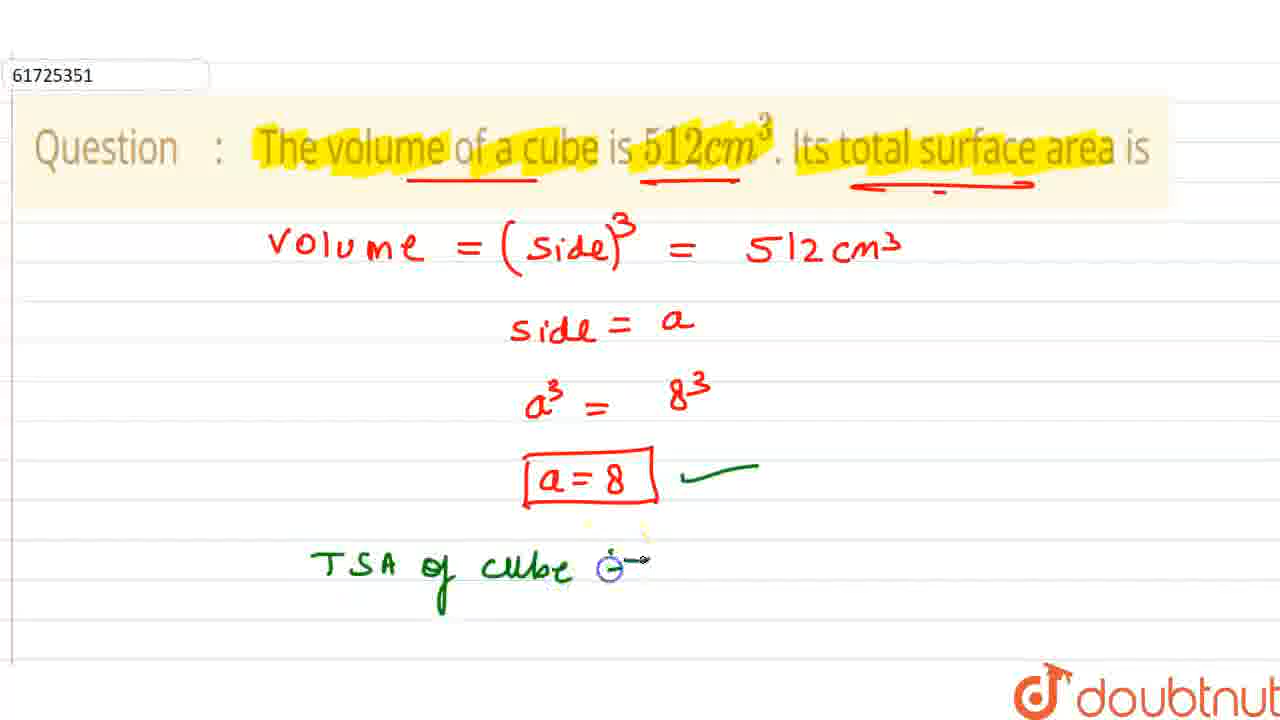 61725351
Question : The volume of a cube is 512cm³. Its total surface area is
Volume = (side)³ = 512 cm³
side = a
a³ = 8³
a = 8
TSA of cube =
doubtnut